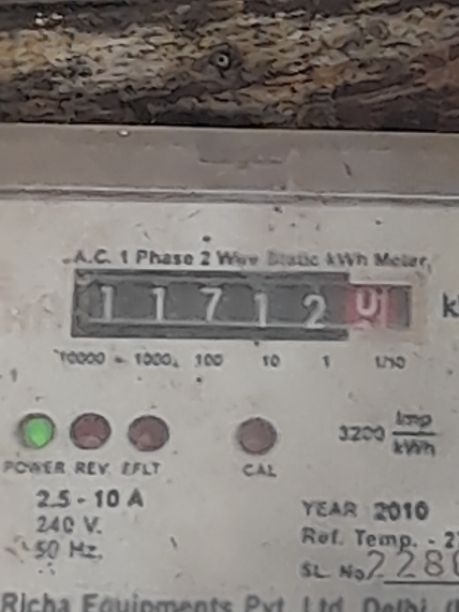 A.C. 1 Phase 2 Wire Static kWh Meter
1 1 7 1 2
10000 1000 100 10 1 1/10
3200 Imp/kWh
POWER REV EFLT CAL
2.5 - 10 A
240 V.
50 Hz.
YEAR 2010
Ref. Temp. - 2
SL. No. 228
Richa Equipments Pvt. Ltd. Delhi.